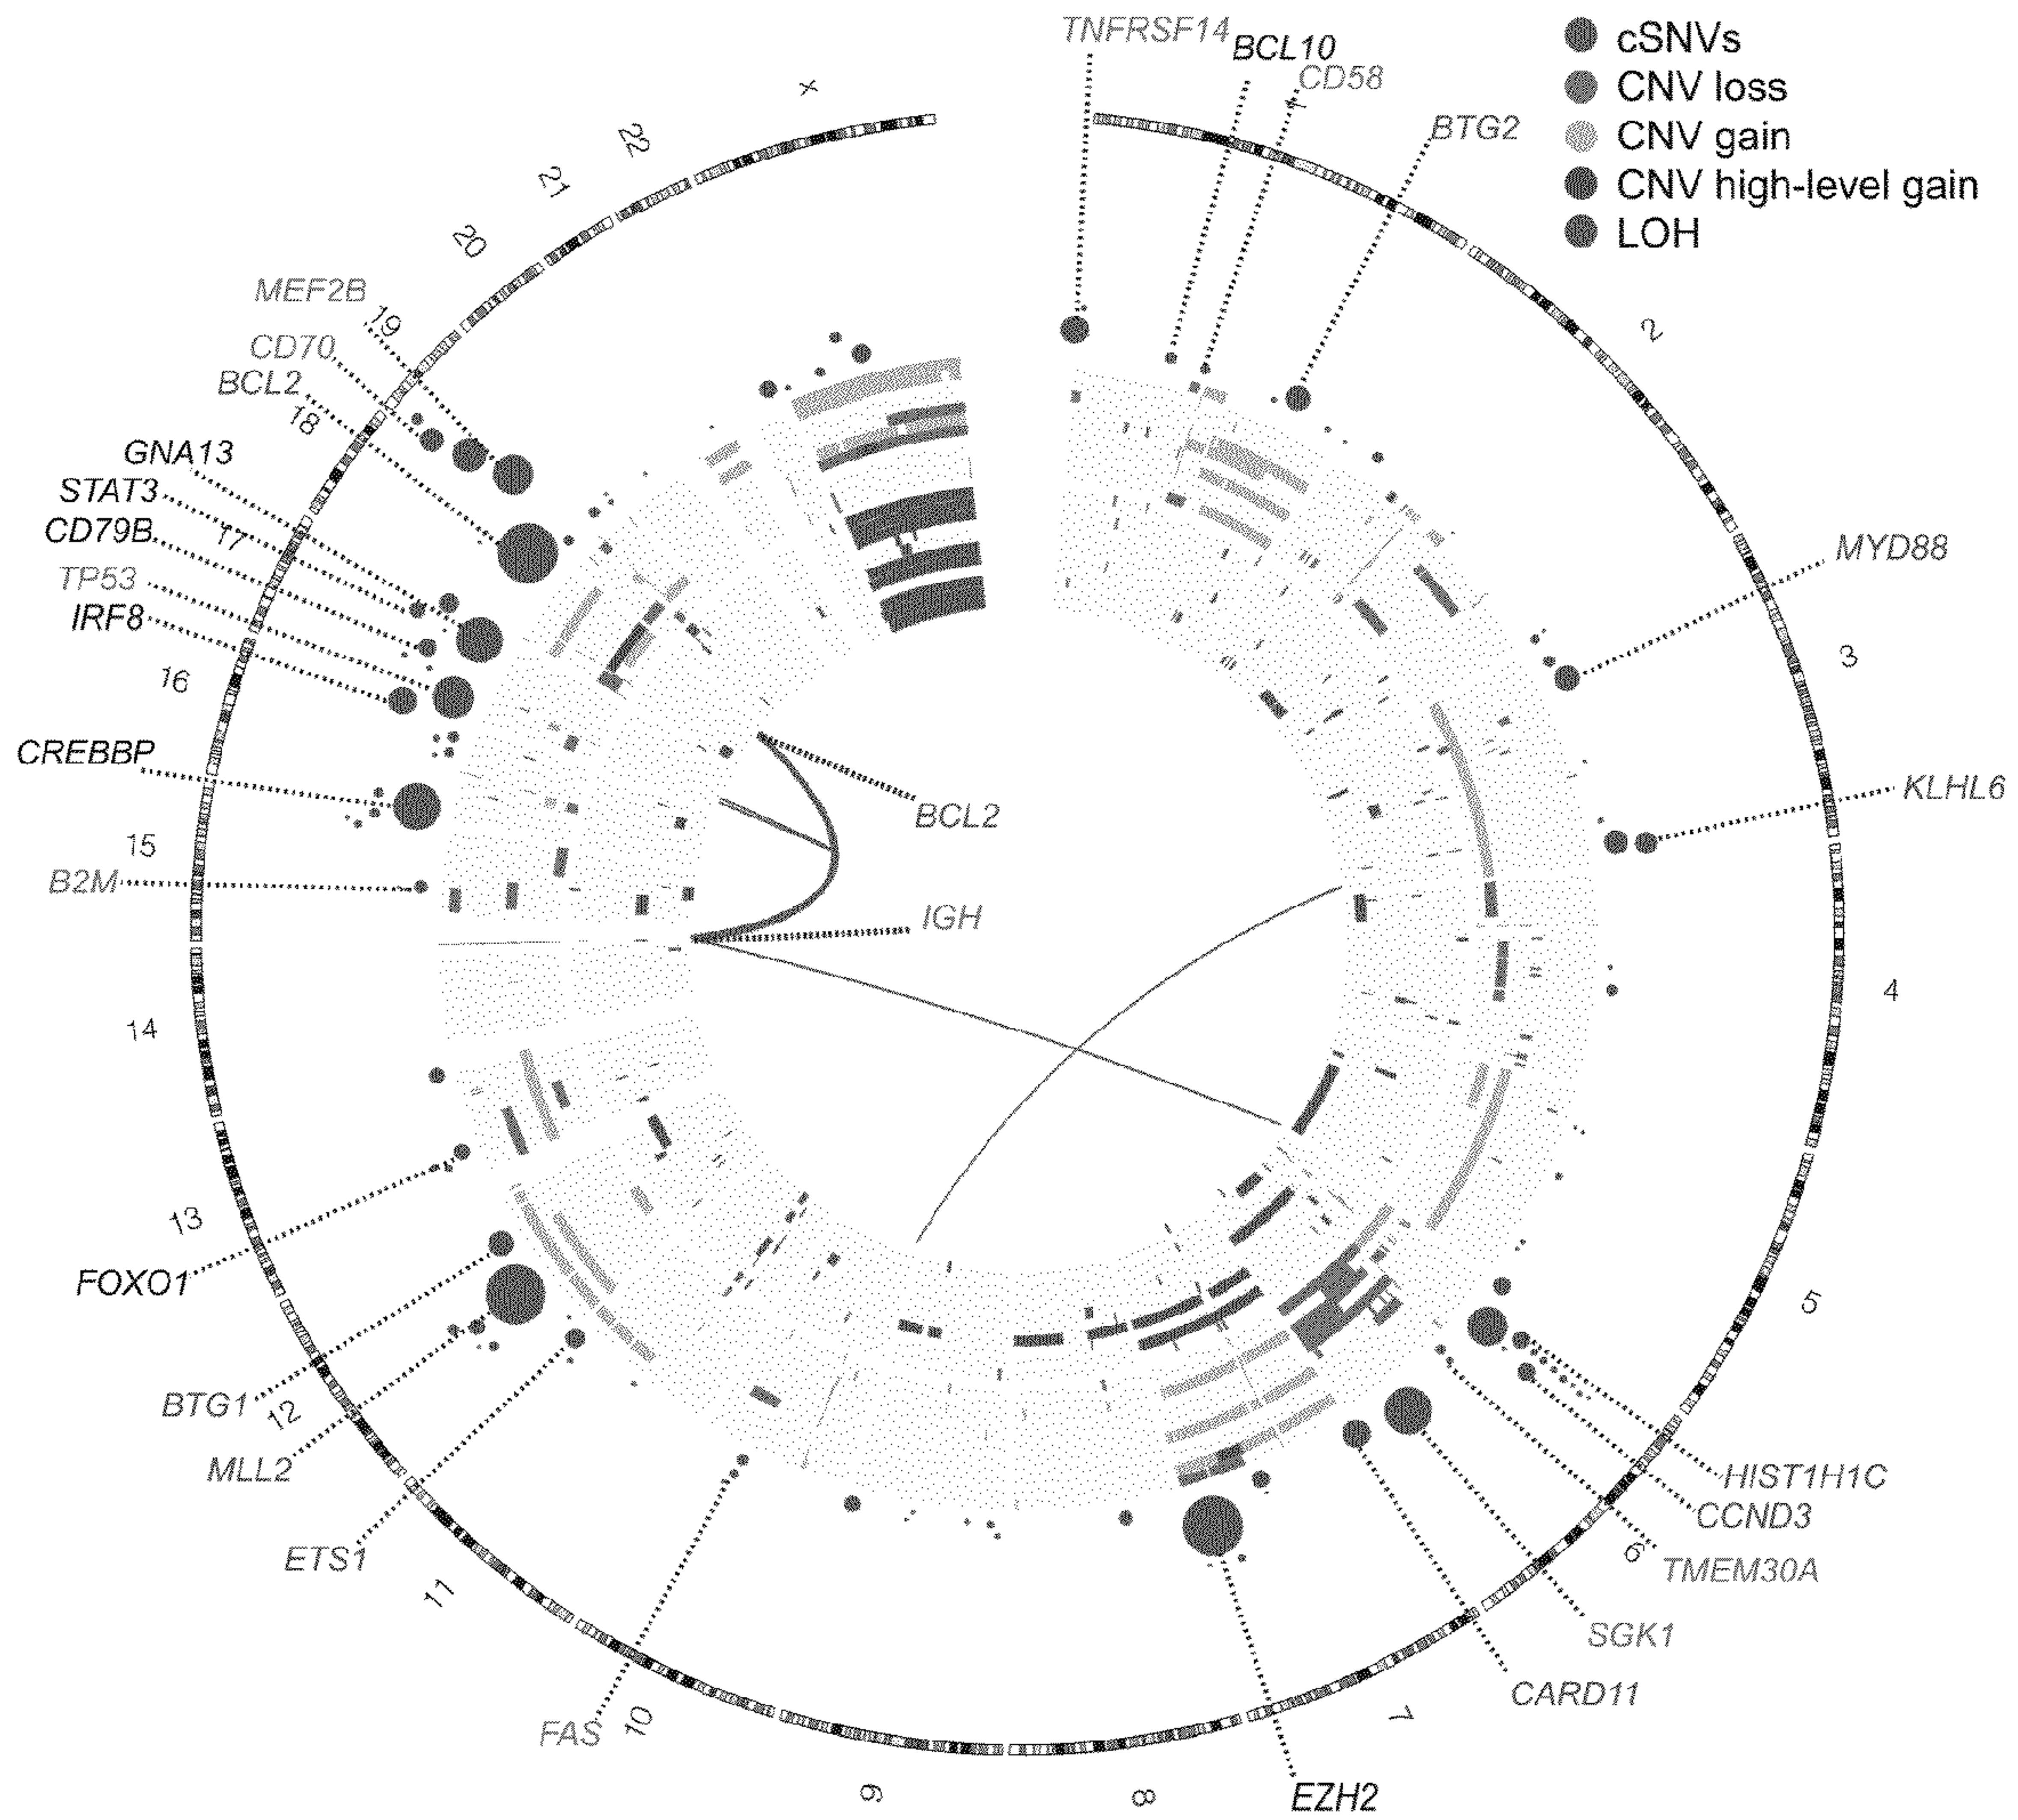 TNFRSF14
BCL10
CD58
BTG2
cSNVs
CNV loss
CNV gain
CNV high-level gain
LOH
x
22
21
20
1
2
MEF2B
19
CD70
BCL2
18
GNA13
STAT3
CD79B
17
TP53
IRF8
16
CREBBP
15
B2M
14
MYD88
3
KLHL6
BCL2
IGH
4
13
FOXO1
5
BTG1
12
MLL2
ETS1
11
HIST1H1C
CCND3
6
TMEM30A
SGK1
CARD11
7
FAS
10
9
8
EZH2